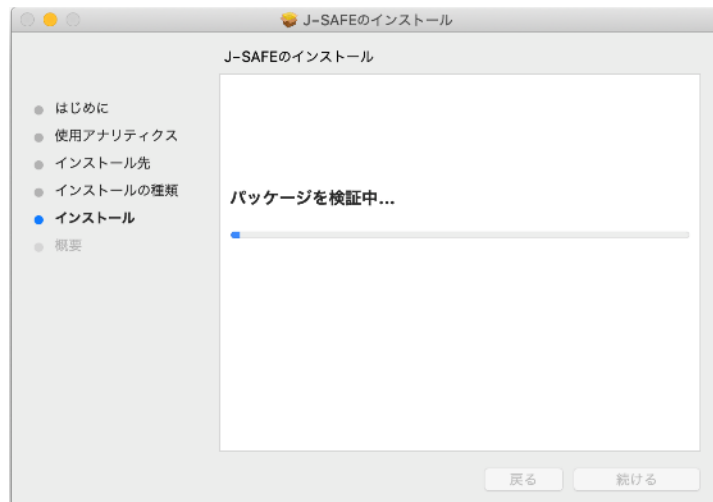 J-SAFEのインストール
J-SAFEのインストール
はじめに
使用アナリティクス
インストール先
インストールの種類
インストール
概要
パッケージを検証中...
戻る
続ける